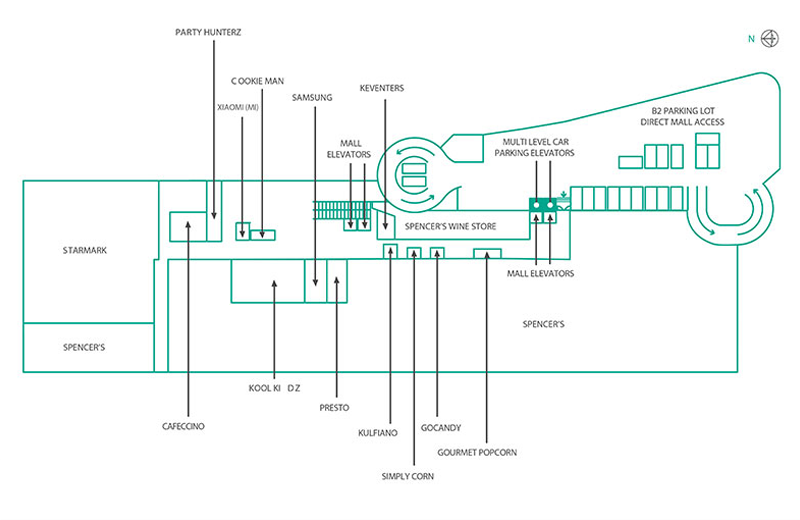 PARTY HUNTERZ
N
C OOKIE MAN
XIAOMI (MI)
SAMSUNG
KEVENTERS
B2 PARKING LOT
DIRECT MALL ACCESS
MALL
ELEVATORS
MULTI LEVEL CAR
PARKING ELEVATORS
SPENCER'S WINE STORE
STARMARK
MALL ELEVATORS
SPENCER'S
SPENCER'S
KOOL KI DZ
PRESTO
CAFECCINO
KULFIANO
GOCANDY
GOURMET POPCORN
SIMPLY CORN